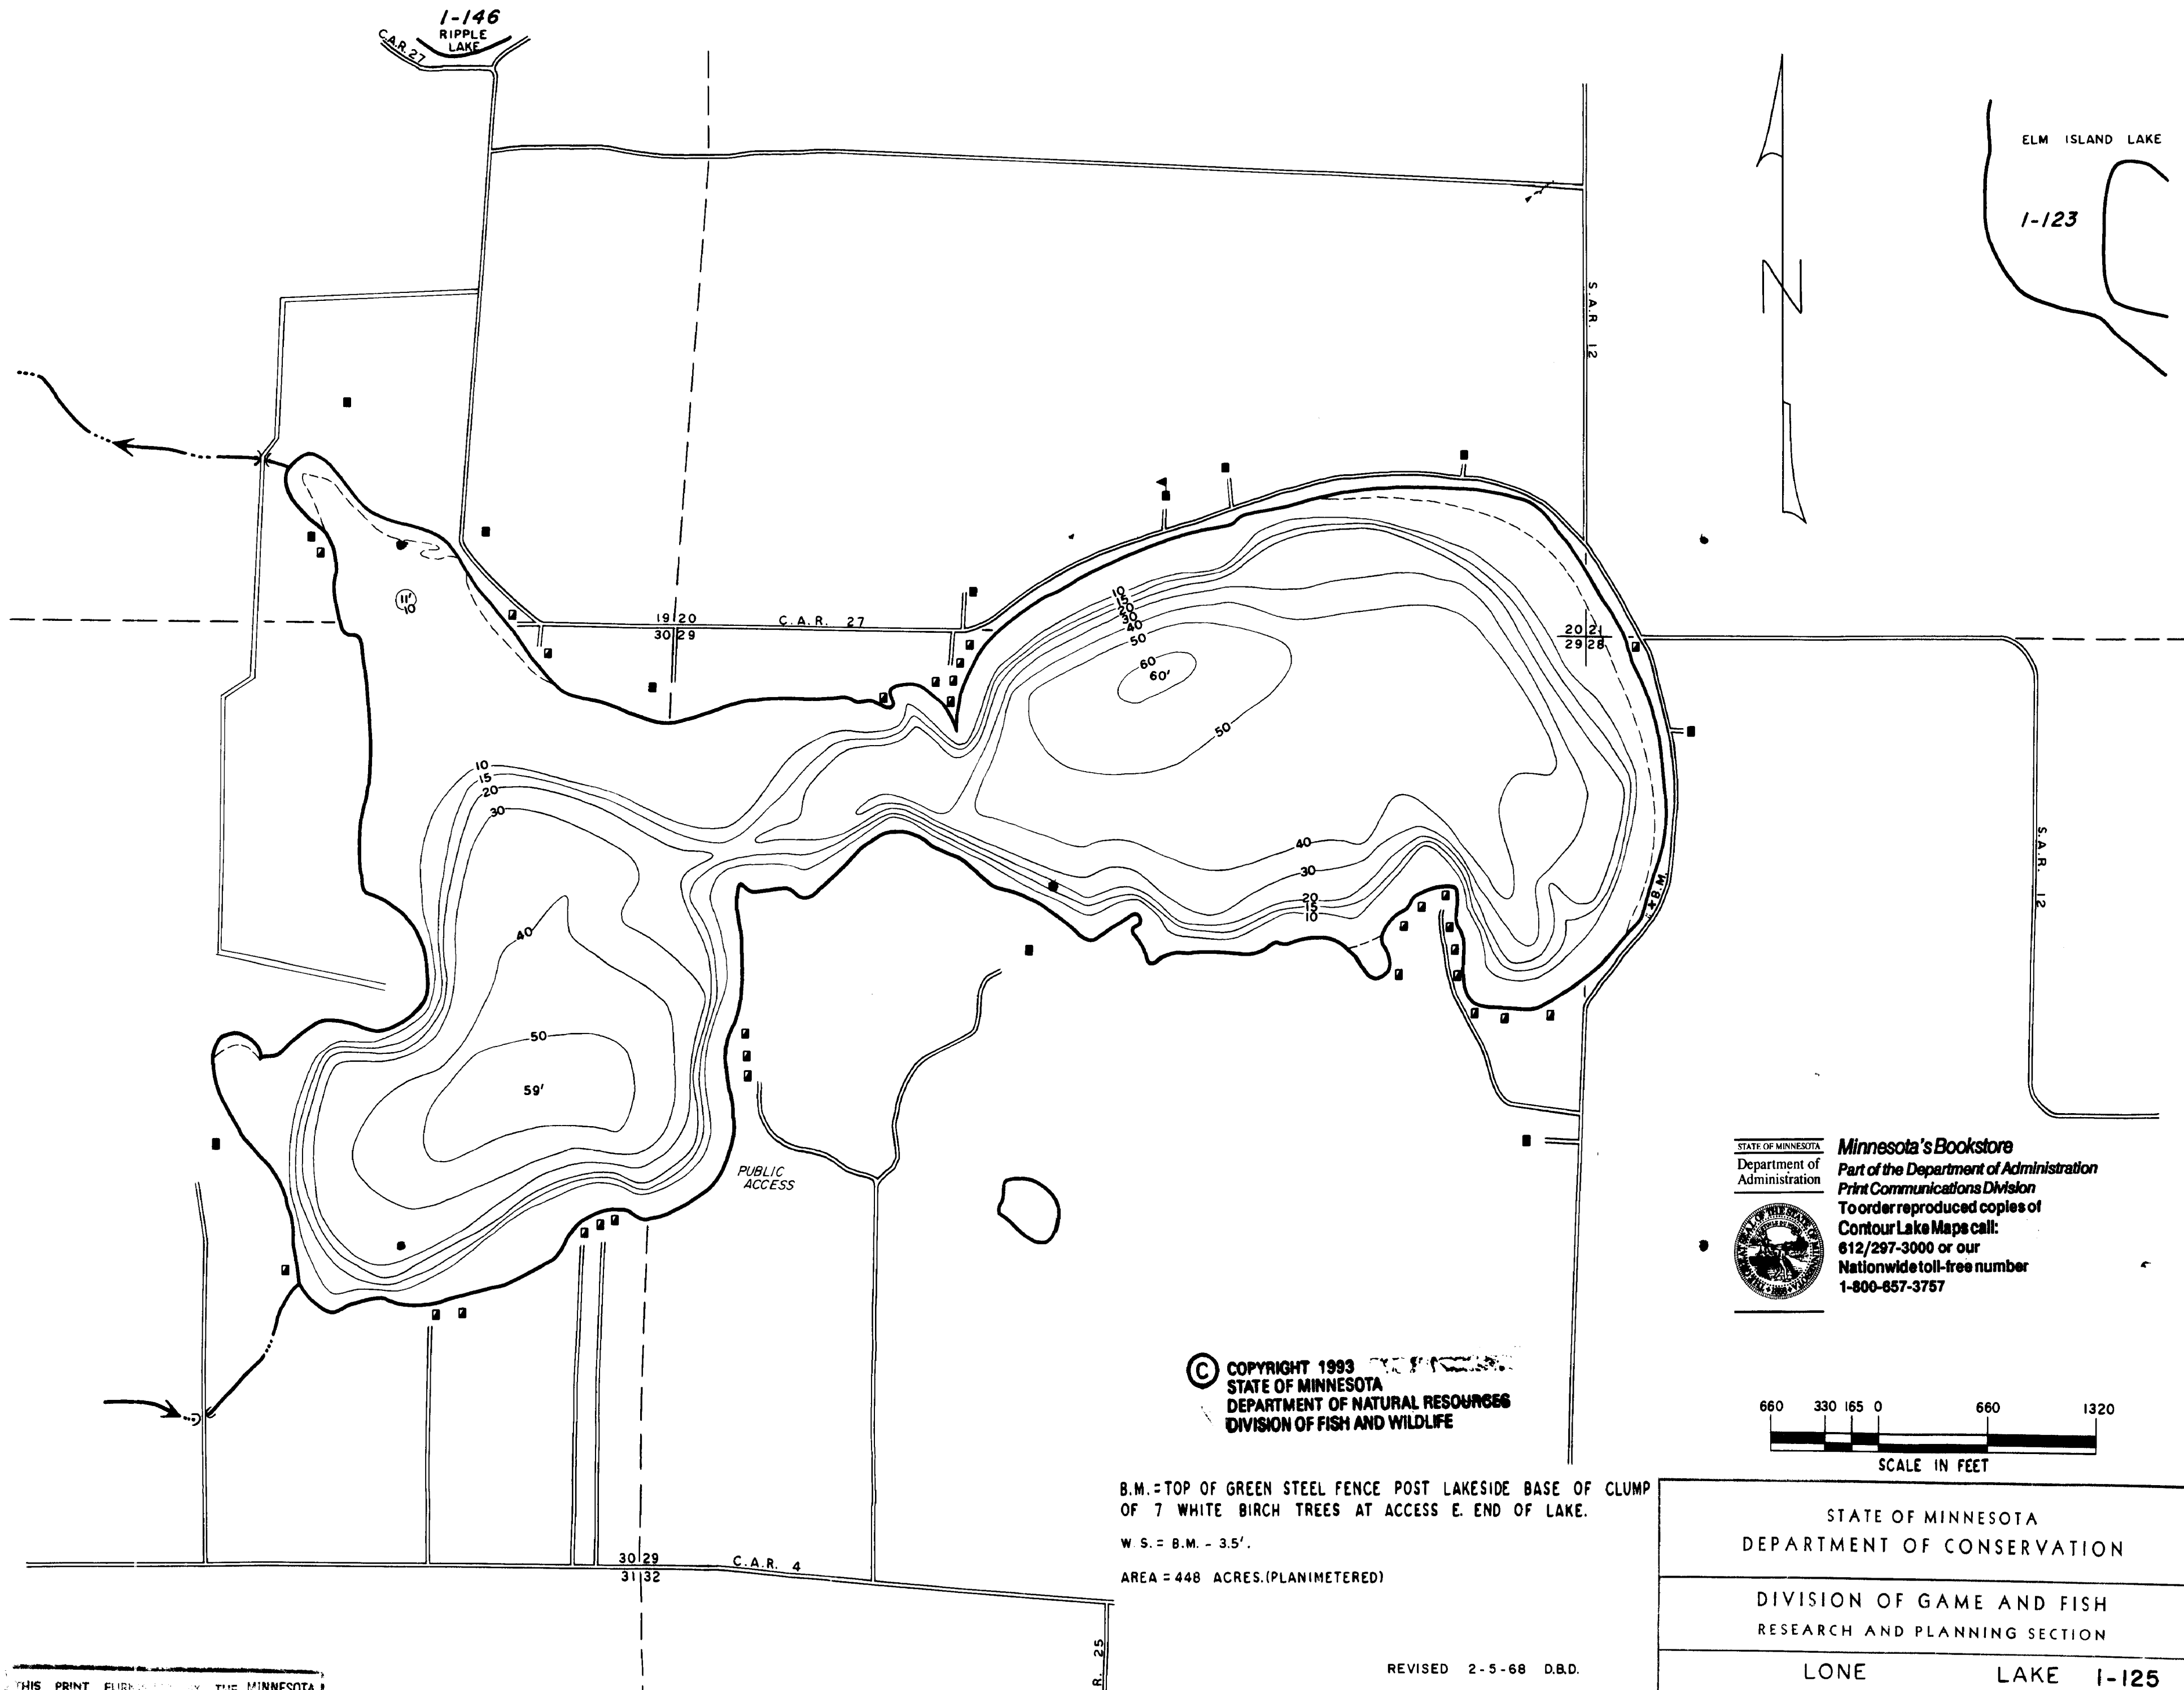 1-146
RIPPLE
LAKE
C.A.R. 27
ELM ISLAND LAKE
1-123
N
S.A.R. 12
11'
10
19 20
30 29
C.A.R. 27
10
15
20
30
40
50
60
60'
50
20 21
29 28
10
15
20
30
40
30
20
15
10
B.M.
S.A.R. 12
40
50
59'
PUBLIC
ACCESS
STATE OF MINNESOTA
Department of
Administration
Minnesota's Bookstore
Part of the Department of Administration
Print Communications Division
To order reproduced copies of
Contour Lake Maps call:
612/297-3000 or our
Nationwide toll-free number
1-800-657-3757
© COPYRIGHT 1993
STATE OF MINNESOTA
DEPARTMENT OF NATURAL RESOURCES
DIVISION OF FISH AND WILDLIFE
660 330 165 0 660 1320
SCALE IN FEET
B.M. = TOP OF GREEN STEEL FENCE POST LAKESIDE BASE OF CLUMP
OF 7 WHITE BIRCH TREES AT ACCESS E. END OF LAKE.
W.S. = B.M. - 3.5'.
AREA = 448 ACRES.(PLANIMETERED)
30 29
31 32
C.A.R. 4
R. 25
REVISED 2-5-68 D.B.D.
STATE OF MINNESOTA
DEPARTMENT OF CONSERVATION
DIVISION OF GAME AND FISH
RESEARCH AND PLANNING SECTION
LONE LAKE 1-125
THIS PRINT THE MINNESOTA